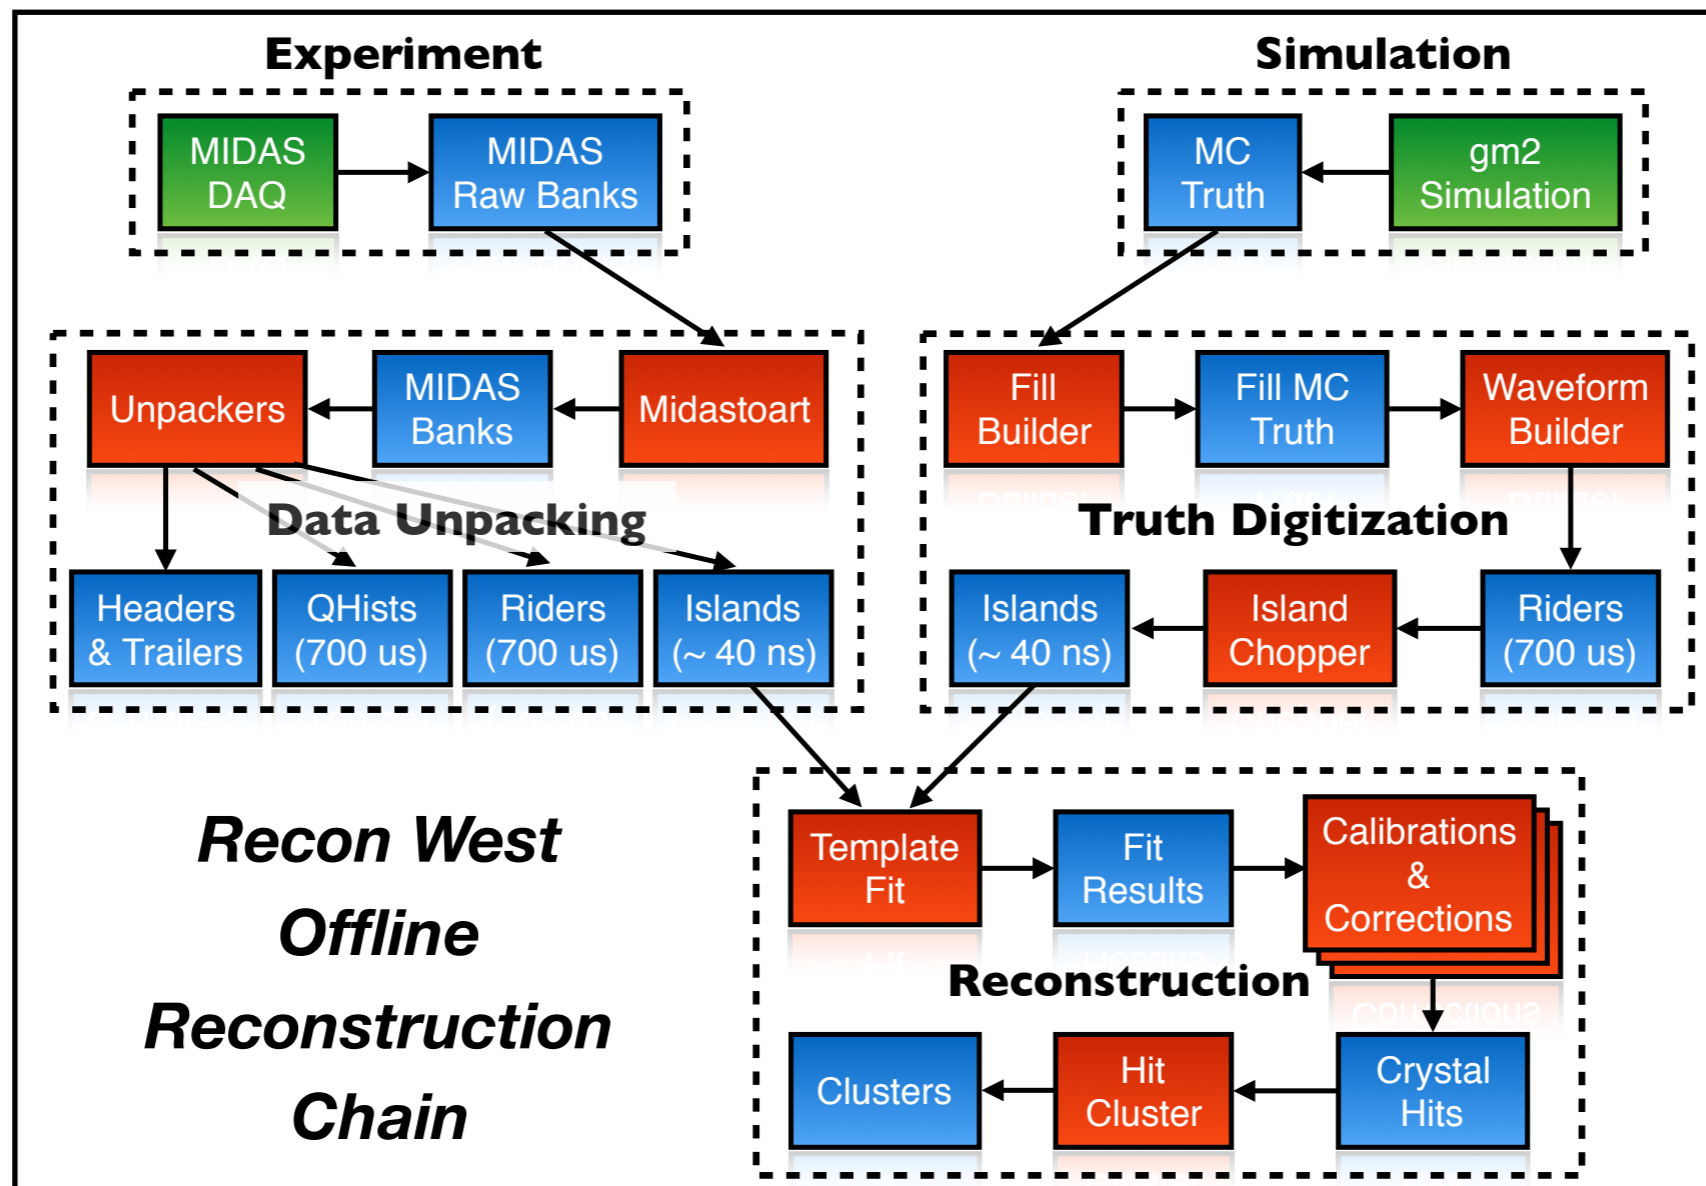 Experiment
Simulation
MIDAS
DAQ
MIDAS
Raw Banks
MC
Truth
gm2
Simulation
Unpackers
MIDAS
Banks
Midastoart
Fill
Builder
Fill MC
Truth
Waveform
Builder
Data Unpacking
Truth Digitization
Headers
& Trailers
QHists
(700 us)
Riders
(700 us)
Islands
(~ 40 ns)
Islands
(~ 40 ns)
Island
Chopper
Riders
(700 us)
Recon West
Offline
Reconstruction
Chain
Template
Fit
Fit
Results
Calibrations
&
Corrections
Reconstruction
Clusters
Hit
Cluster
Crystal
Hits